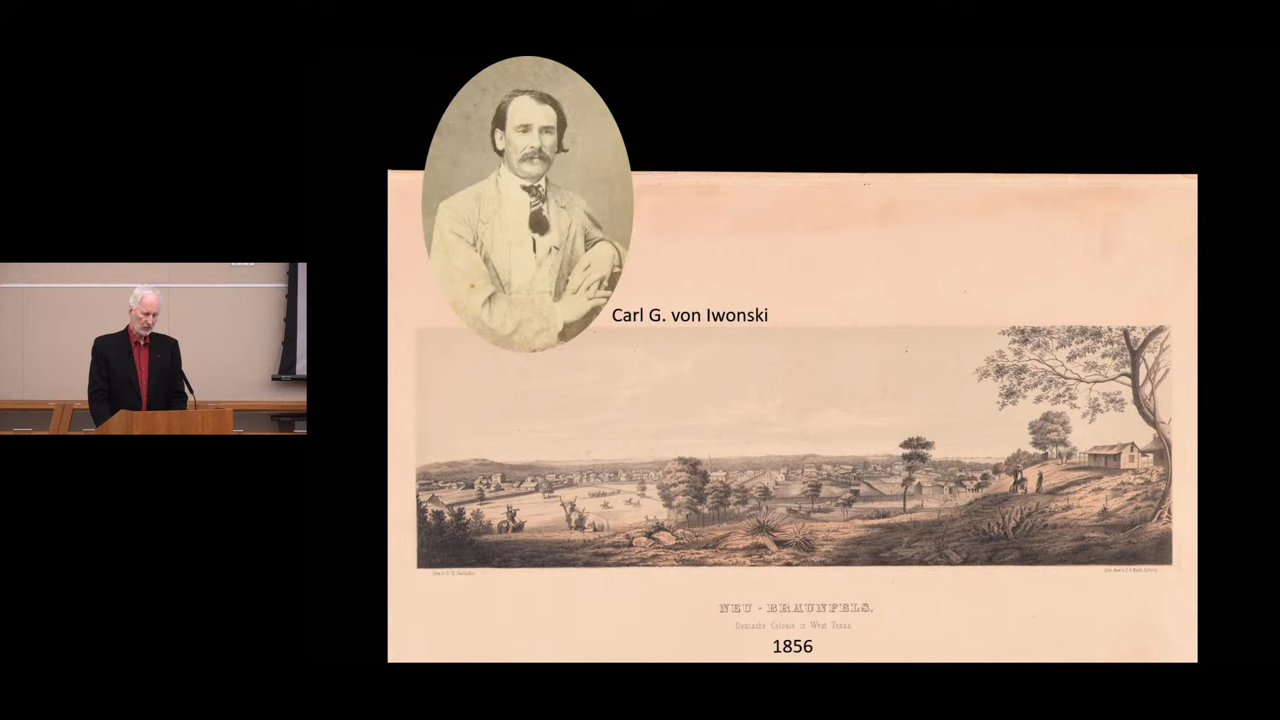 Carl G. von Iwonski
NEU - BRAUNFELS.
Deutsche Colonie in West Texas.
1856